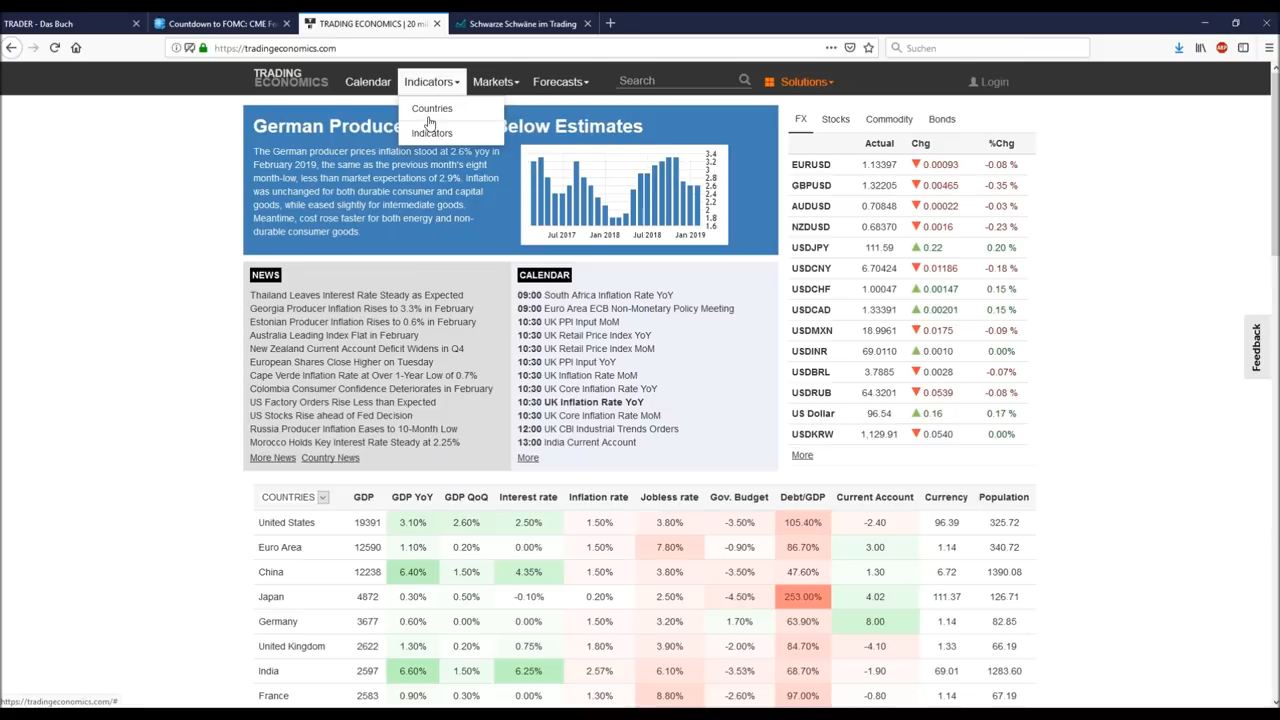 TRADER - Das Buch
Countdown to FOMC: CME Fe
TRADING ECONOMICS | 20 mil
Schwarze Schwäne im Trading
https://tradingeconomics.com
Suchen
TRADING
ECONOMICS
Calendar
Indicators
Markets
Forecasts
Search
Solutions
Login
Countries
Indicators
German Produce
Below Estimates
The German producer prices inflation stood at 2.6% yoy in
February 2019, the same as the previous month's eight
month-low, less than market expectations of 2.9%. Inflation
was unchanged for both durable consumer and capital
goods, while eased slightly for intermediate goods.
Meantime, cost rose faster for both energy and non-
durable consumer goods.
3.4
3.2
3
2.8
2.6
2.4
2.2
2
1.8
1.6
Jul 2017 Jan 2018 Jul 2018 Jan 2019
FX Stocks Commodity Bonds
Actual Chg %Chg
EURUSD 1.13397 0.00093 -0.08 %
GBPUSD 1.32205 0.00465 -0.35 %
AUDUSD 0.70848 0.00022 -0.03 %
NZDUSD 0.68370 0.0016 -0.23 %
USDJPY 111.59 0.22 0.20 %
USDCNY 6.70424 0.01186 -0.18 %
USDCHF 1.00047 0.00147 0.15 %
USDCAD 1.33391 0.00201 0.15 %
USDMXN 18.9961 0.0175 -0.09 %
USDINR 69.0110 0.0010 0.00%
USDBRL 3.7885 0.0028 -0.07%
USDRUB 64.3201 0.0539 -0.08 %
US Dollar 96.54 0.16 0.17 %
USDKRW 1,129.91 0.0540 0.00%
More
Feedback
NEWS
Thailand Leaves Interest Rate Steady as Expected
Georgia Producer Inflation Rises to 3.3% in February
Estonian Producer Inflation Rises to 0.6% in February
Australia Leading Index Flat in February
New Zealand Current Account Deficit Widens in Q4
European Shares Close Higher on Tuesday
Cape Verde Inflation Rate at Over 1-Year Low of 0.7%
Colombia Consumer Confidence Deteriorates in February
US Factory Orders Rise Less than Expected
US Stocks Rise ahead of Fed Decision
Russia Producer Inflation Eases to 10-Month Low
Morocco Holds Key Interest Rate Steady at 2.25%
More News Country News
CALENDAR
09:00 South Africa Inflation Rate YoY
09:00 Euro Area ECB Non-Monetary Policy Meeting
10:30 UK PPI Input MoM
10:30 UK Retail Price Index YoY
10:30 UK Retail Price Index MoM
10:30 UK PPI Input YoY
10:30 UK Inflation Rate MoM
10:30 UK Core Inflation Rate YoY
10:30 UK Inflation Rate YoY
10:30 UK Core Inflation Rate MoM
12:00 UK CBI Industrial Trends Orders
13:00 India Current Account
More
COUNTRIES GDP GDP YoY GDP QoQ Interest rate Inflation rate Jobless rate Gov. Budget Debt/GDP Current Account Currency Population
United States 19391 3.10% 2.60% 2.50% 1.50% 3.80% -3.50% 105.40% -2.40 96.39 325.72
Euro Area 12590 1.10% 0.20% 0.00% 1.50% 7.80% -0.90% 86.70% 3.00 1.14 340.72
China 12238 6.40% 1.50% 4.35% 1.50% 3.80% -3.50% 47.60% 1.30 6.72 1390.08
Japan 4872 0.30% 0.50% -0.10% 0.20% 2.50% -4.50% 253.00% 4.02 111.37 126.71
Germany 3677 0.60% 0.00% 0.00% 1.50% 3.20% 1.70% 63.90% 8.00 1.14 82.85
United Kingdom 2622 1.30% 0.20% 0.75% 1.80% 3.90% -2.00% 84.70% -4.10 1.33 66.19
India 2597 6.60% 1.50% 6.25% 2.57% 6.10% -3.53% 68.70% -1.90 69.01 1283.60
France 2583 0.90% 0.30% 0.00% 1.30% 8.80% -2.60% 97.00% -0.80 1.14 67.19
https://tradingeconomics.com/#